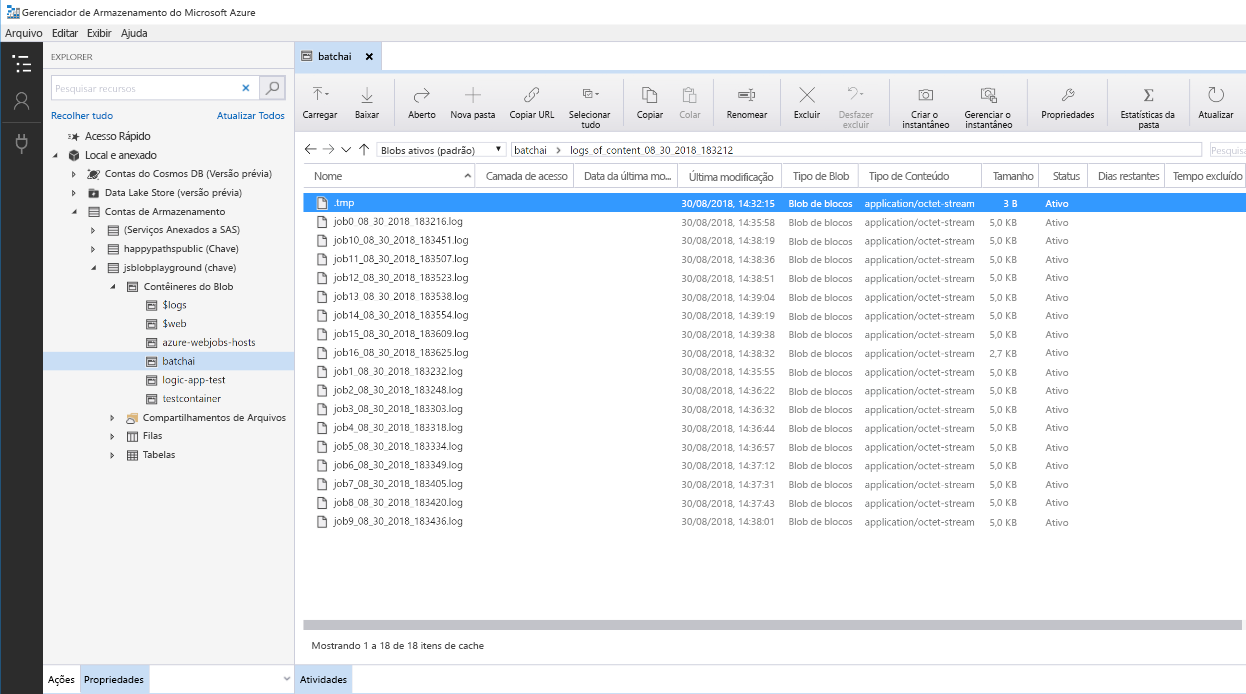 Gerenciador de Armazenamento do Microsoft Azure
Arquivo Editar Exibir Ajuda
EXPLORER
Pesquisar recursos
Recolher tudo Atualizar Todos
Acesso Rápido
Local e anexado
Contas do Cosmos DB (Versão prévia)
Data Lake Store (versão prévia)
Contas de Armazenamento
(Serviços Anexados a SAS)
happypathspublic (Chave)
jsblobplayground (chave)
Contêineres do Blob
$logs
$web
azure-webjobs-hosts
batchai
logic-app-test
testcontainer
Compartilhamentos de Arquivos
Filas
Tabelas
Ações Propriedades
batchai
Carregar Baixar Aberto Nova pasta Copiar URL Selecionar tudo Copiar Colar Renomear Excluir Desfazer excluir Criar o instantâneo Gerenciar o instantâneo Propriedades Estatísticas da pasta Atualizar
Blobs ativos (padrão) batchai > logs_of_content_08_30_2018_183212 Pesquisa
Nome Camada de acesso Data da última mo... Última modificação Tipo de Blob Tipo de Conteúdo Tamanho Status Dias restantes Tempo excluído
.tmp 30/08/2018, 14:32:15 Blob de blocos application/octet-stream 3 B Ativo
job0_08_30_2018_183216.log 30/08/2018, 14:35:58 Blob de blocos application/octet-stream 5,0 KB Ativo
job10_08_30_2018_183451.log 30/08/2018, 14:38:19 Blob de blocos application/octet-stream 5,0 KB Ativo
job11_08_30_2018_183507.log 30/08/2018, 14:38:36 Blob de blocos application/octet-stream 5,0 KB Ativo
job12_08_30_2018_183523.log 30/08/2018, 14:38:51 Blob de blocos application/octet-stream 5,0 KB Ativo
job13_08_30_2018_183538.log 30/08/2018, 14:39:04 Blob de blocos application/octet-stream 5,0 KB Ativo
job14_08_30_2018_183554.log 30/08/2018, 14:39:19 Blob de blocos application/octet-stream 5,0 KB Ativo
job15_08_30_2018_183609.log 30/08/2018, 14:39:38 Blob de blocos application/octet-stream 5,0 KB Ativo
job16_08_30_2018_183625.log 30/08/2018, 14:38:32 Blob de blocos application/octet-stream 2,7 KB Ativo
job1_08_30_2018_183232.log 30/08/2018, 14:35:55 Blob de blocos application/octet-stream 5,0 KB Ativo
job2_08_30_2018_183248.log 30/08/2018, 14:36:22 Blob de blocos application/octet-stream 5,0 KB Ativo
job3_08_30_2018_183303.log 30/08/2018, 14:36:32 Blob de blocos application/octet-stream 5,0 KB Ativo
job4_08_30_2018_183318.log 30/08/2018, 14:36:44 Blob de blocos application/octet-stream 5,0 KB Ativo
job5_08_30_2018_183334.log 30/08/2018, 14:36:57 Blob de blocos application/octet-stream 5,0 KB Ativo
job6_08_30_2018_183349.log 30/08/2018, 14:37:12 Blob de blocos application/octet-stream 5,0 KB Ativo
job7_08_30_2018_183405.log 30/08/2018, 14:37:31 Blob de blocos application/octet-stream 5,0 KB Ativo
job8_08_30_2018_183420.log 30/08/2018, 14:37:43 Blob de blocos application/octet-stream 5,0 KB Ativo
job9_08_30_2018_183436.log 30/08/2018, 14:38:01 Blob de blocos application/octet-stream 5,0 KB Ativo
Mostrando 1 a 18 de 18 itens de cache
Atividades